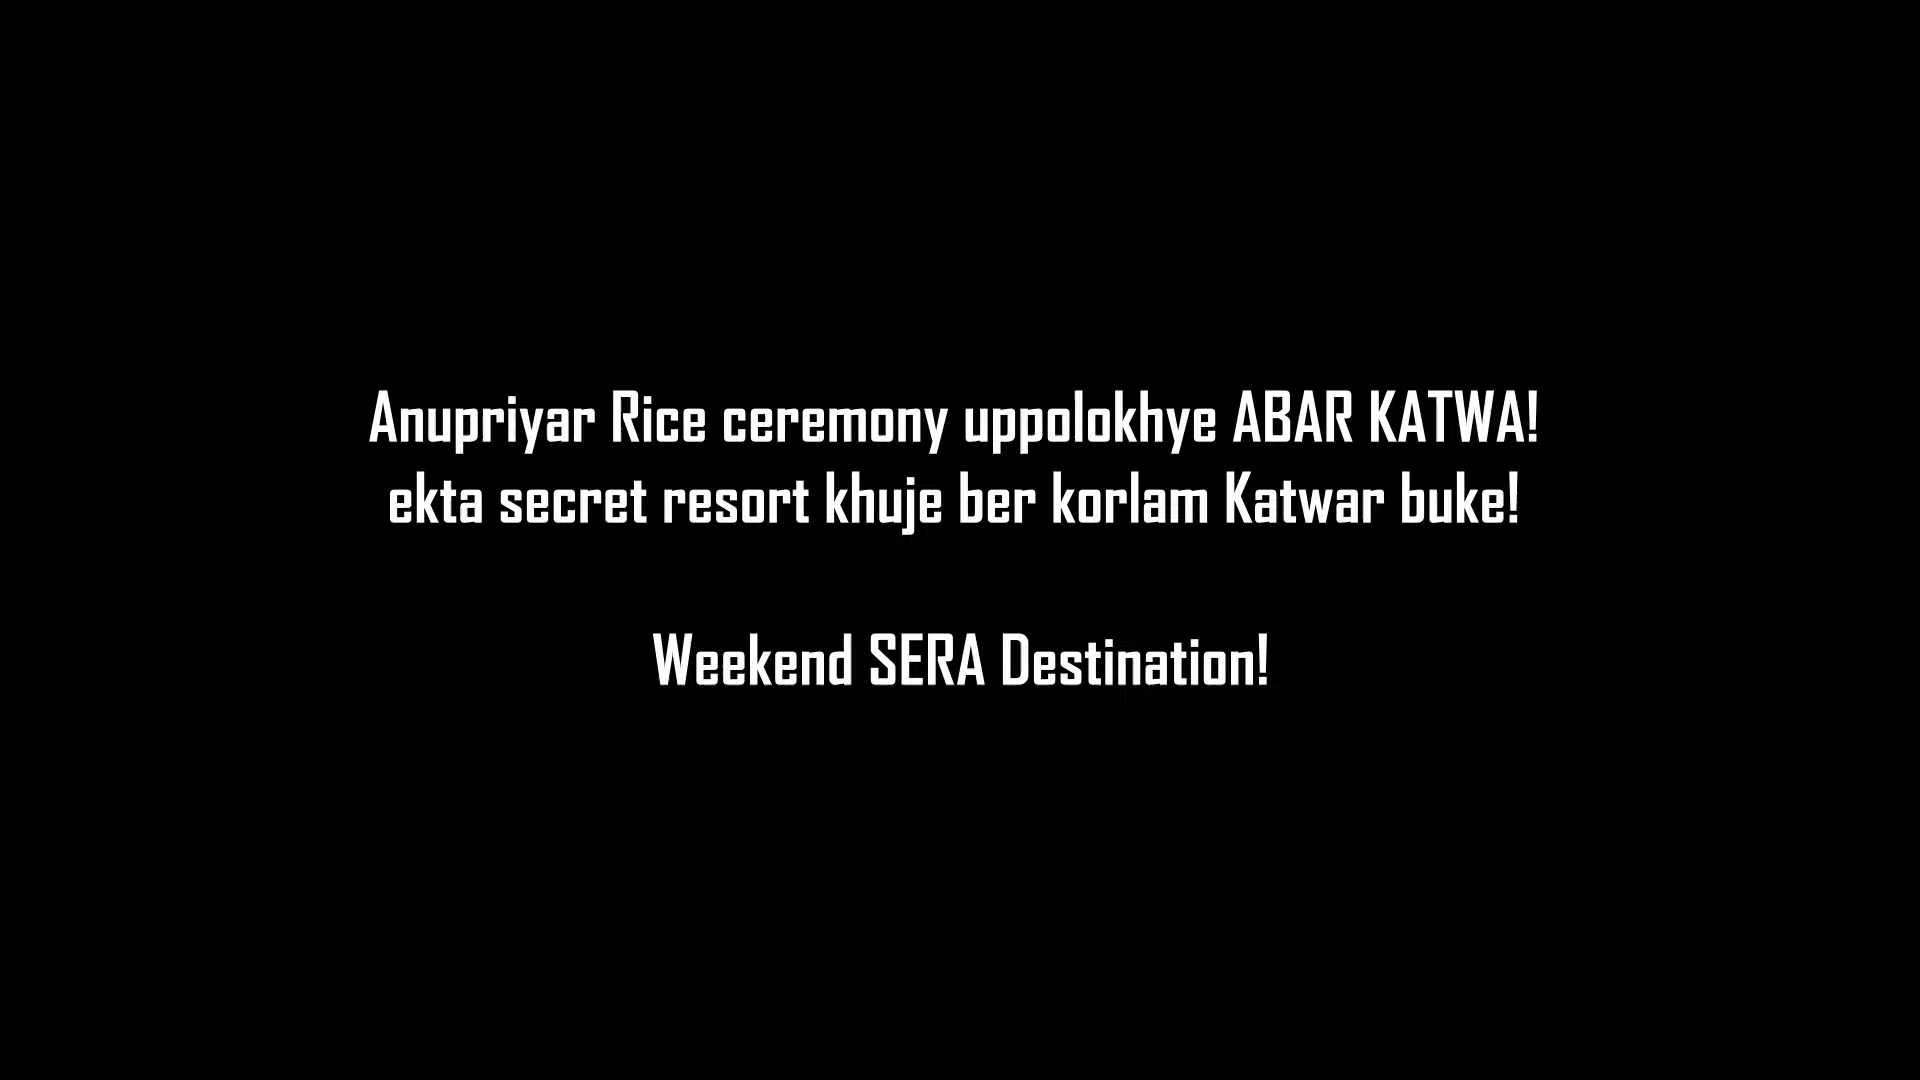 Anupriyar Rice ceremony uppolokhye ABAR KATWA!
ekta secret resort khuje ber korlam Katwar buke!
Weekend SERA Destination!